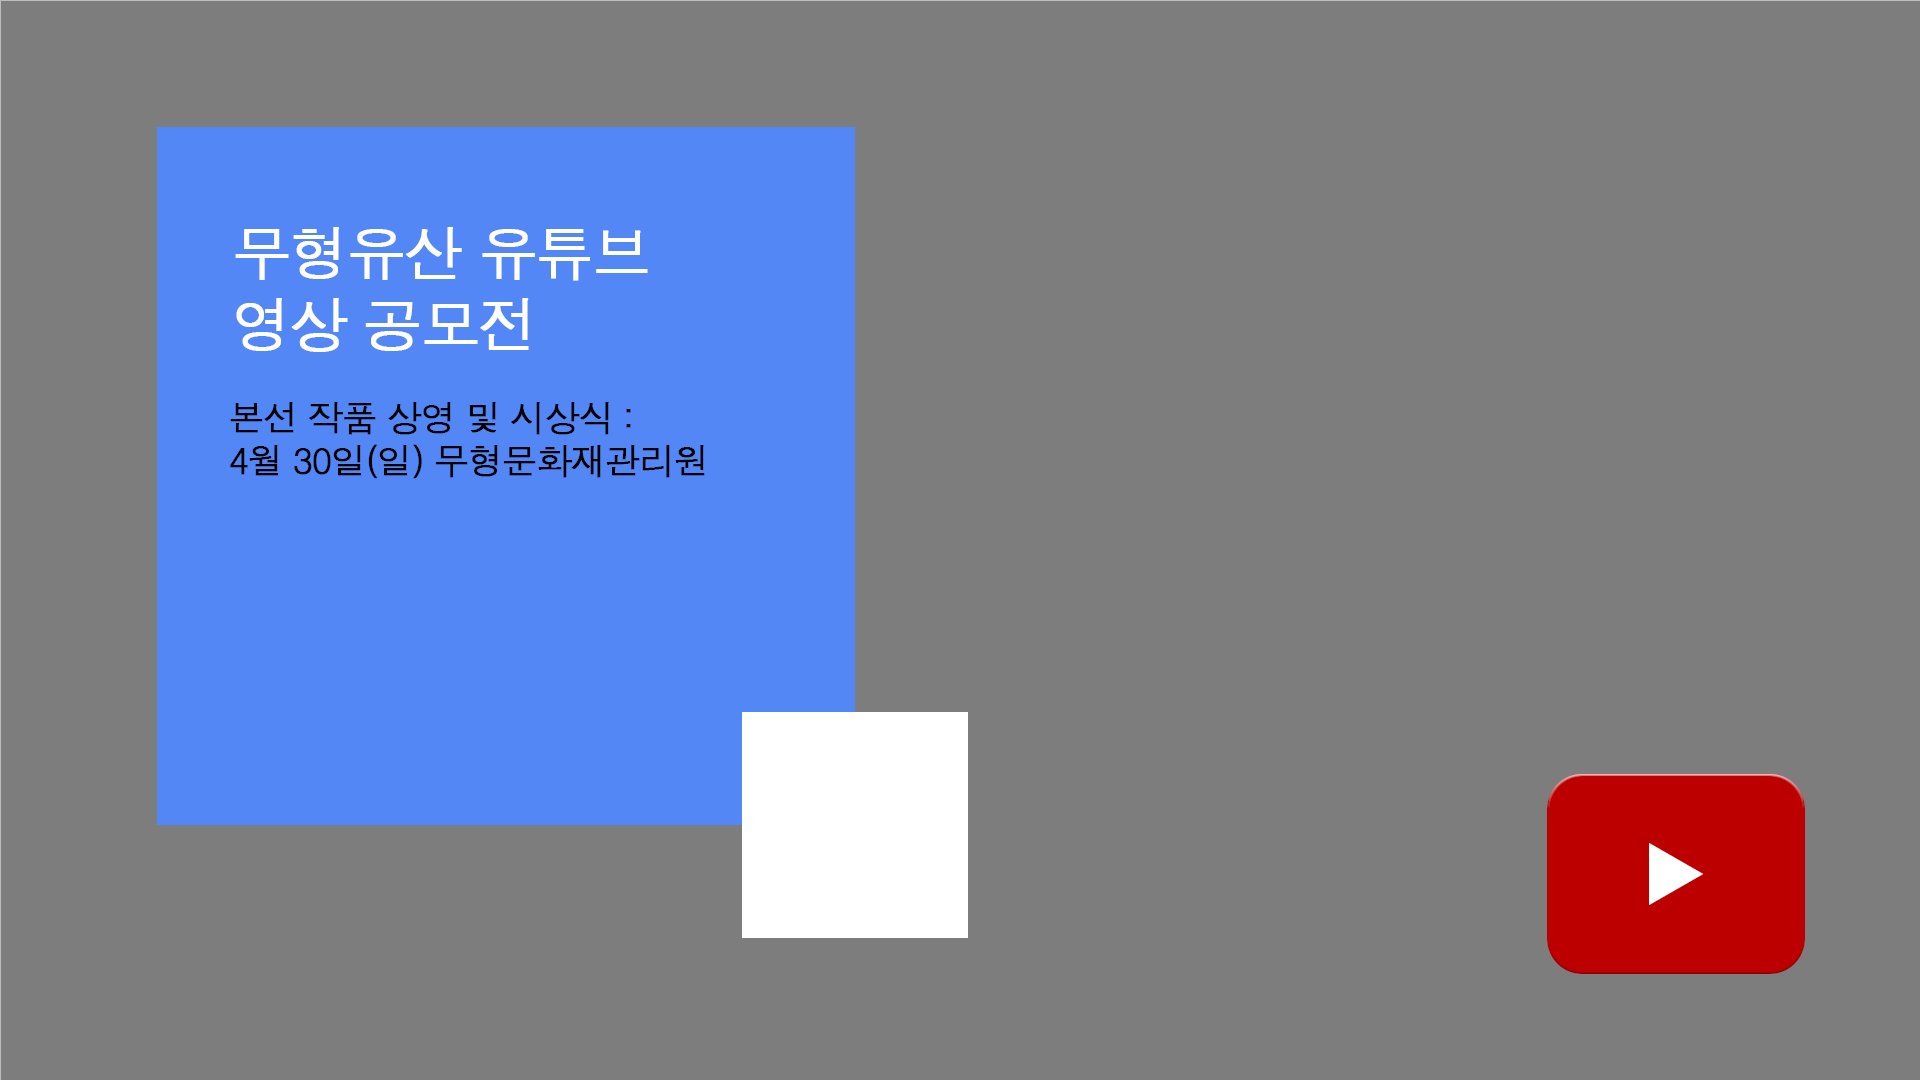 무형유산 유튜브
영상 공모전
본선 작품 상영 및 시상식 :
4월 30일(일) 무형문화재관리원